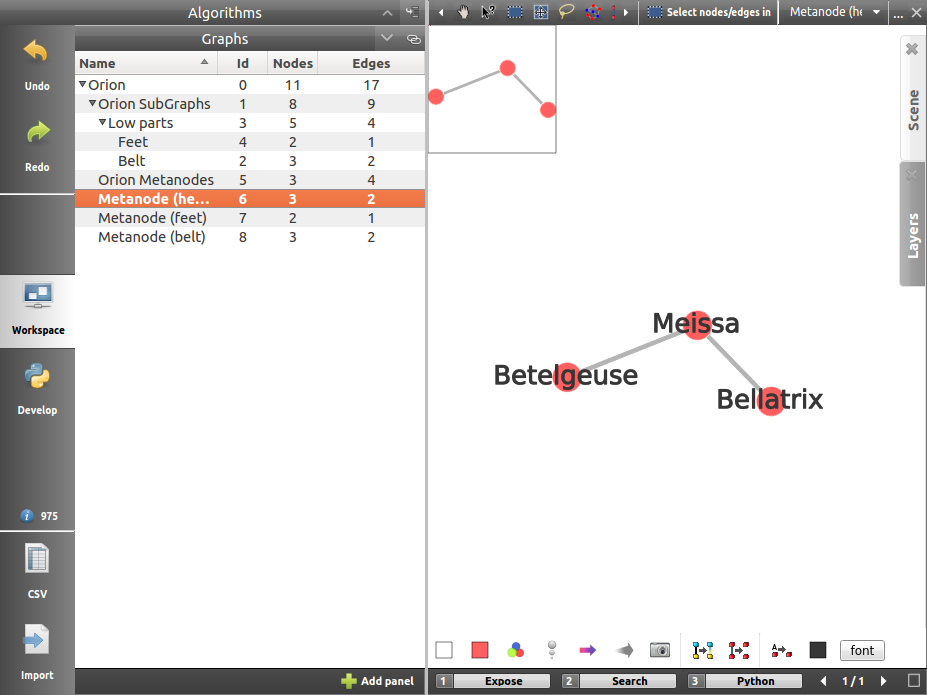 Algorithms
Graphs
Name Id Nodes Edges
Orion 0 11 17
Orion SubGraphs 1 8 9
Low parts 3 5 4
Feet 4 2 1
Belt 2 3 2
Orion Metanodes 5 3 4
Metanode (he... 6 3 2
Metanode (feet) 7 2 1
Metanode (belt) 8 3 2
Undo
Redo
Workspace
Develop
975
CSV
Import
Add panel
Select nodes/edges in
Metanode (he
...
Scene
Layers
Meissa
Betelgeuse
Bellatrix
font
1 Expose 2 Search 3 Python 1/1